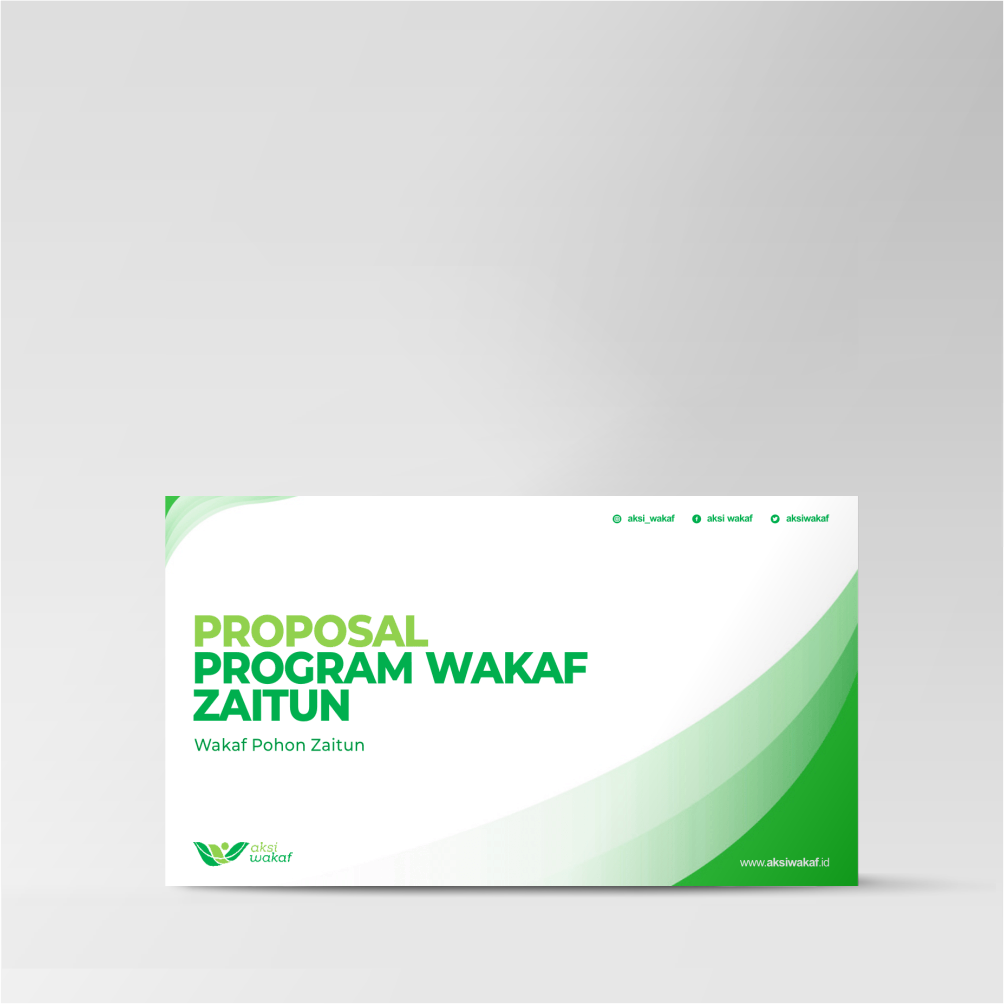 aksi_wakaf aksi wakaf aksiwakaf
PROPOSAL
PROGRAM WAKAF
ZAITUN
Wakaf Pohon Zaitun
aksi
wakaf
www.aksiwakaf.id